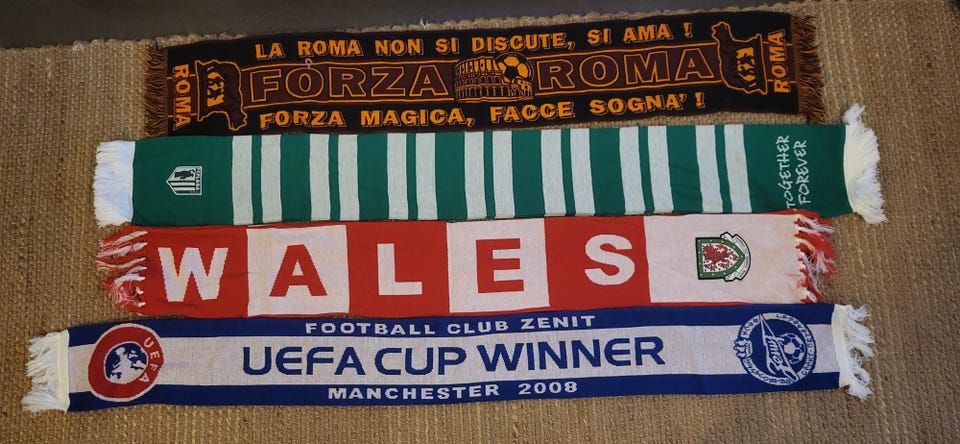 LA ROMA NON SI DISCUTE, SI AMA !
ROMA
FORZA ROMA
ROMA
FORZA MAGICA, FACCE SOGNA' !
TOGETHER
FOREVER
WALES
FOOTBALL CLUB ZENIT
UEFA
UEFA CUP WINNER
MANCHESTER 2008